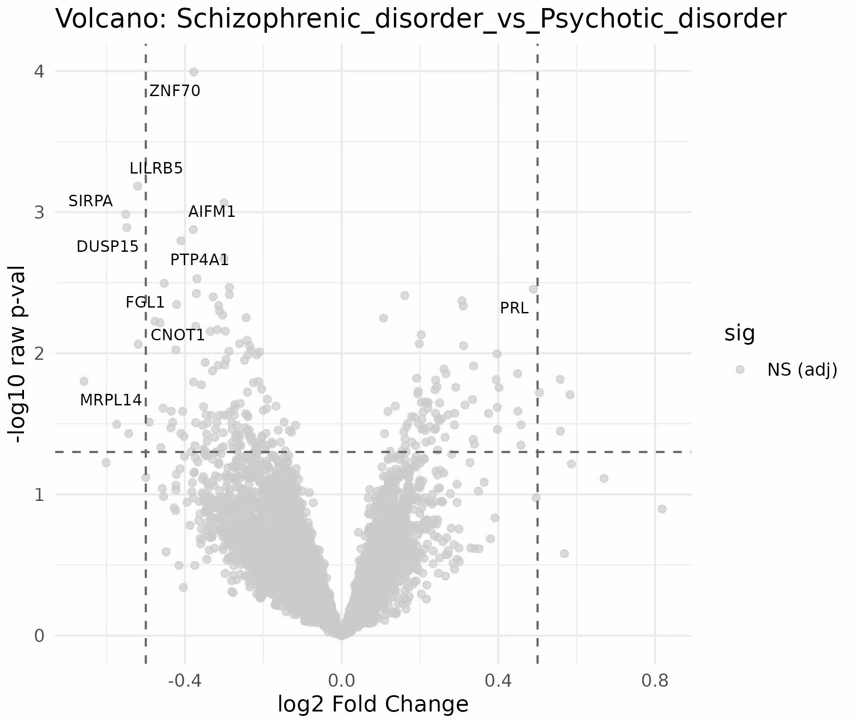 Volcano: Schizophrenic_disorder_vs_Psychotic_disorder
4
ZNF70
LILRB5
SIRPA
3
AIFM1
DUSP15
PTP4A1
FGL1
PRL
CNOT1
2
MRPL14
1
0
-log10 raw p-val
-0.4
0.0
0.4
0.8
log2 Fold Change
sig
NS (adj)